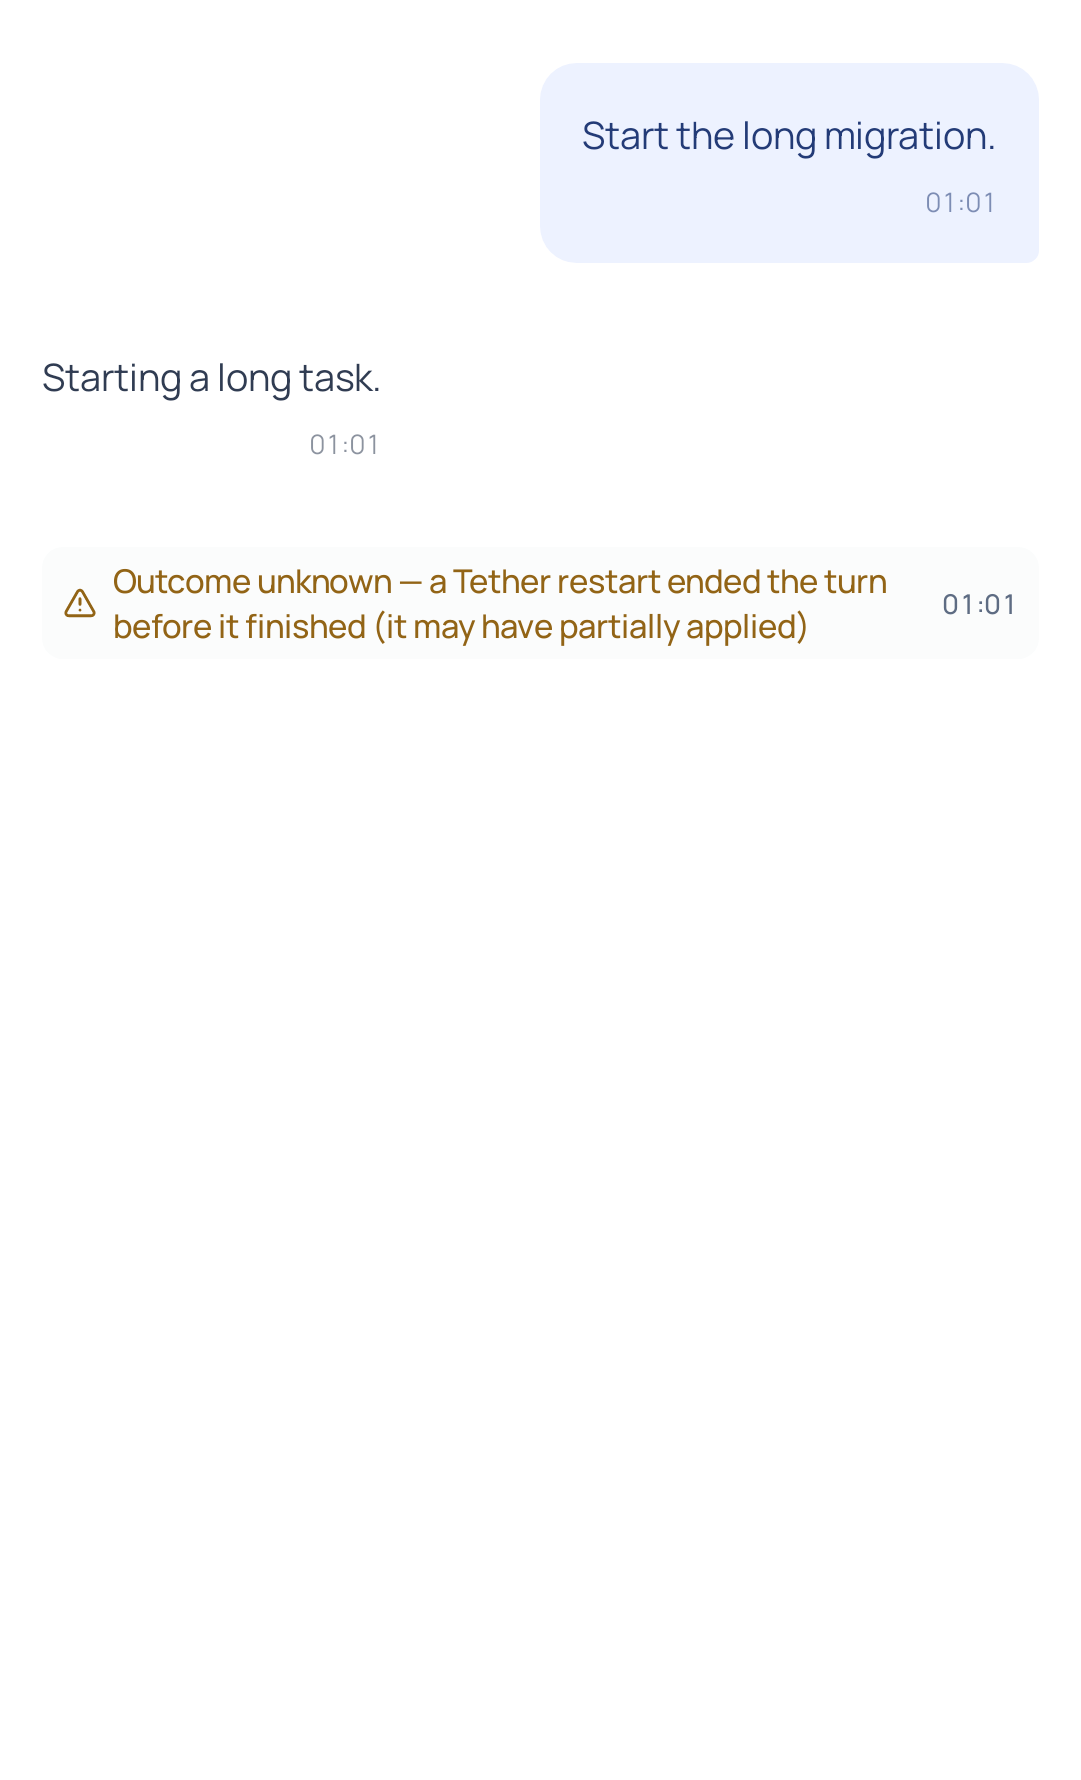 Start the long migration.
01:01
Starting a long task.
01:01
Outcome unknown — a Tether restart ended the turn
before it finished (it may have partially applied)
01:01